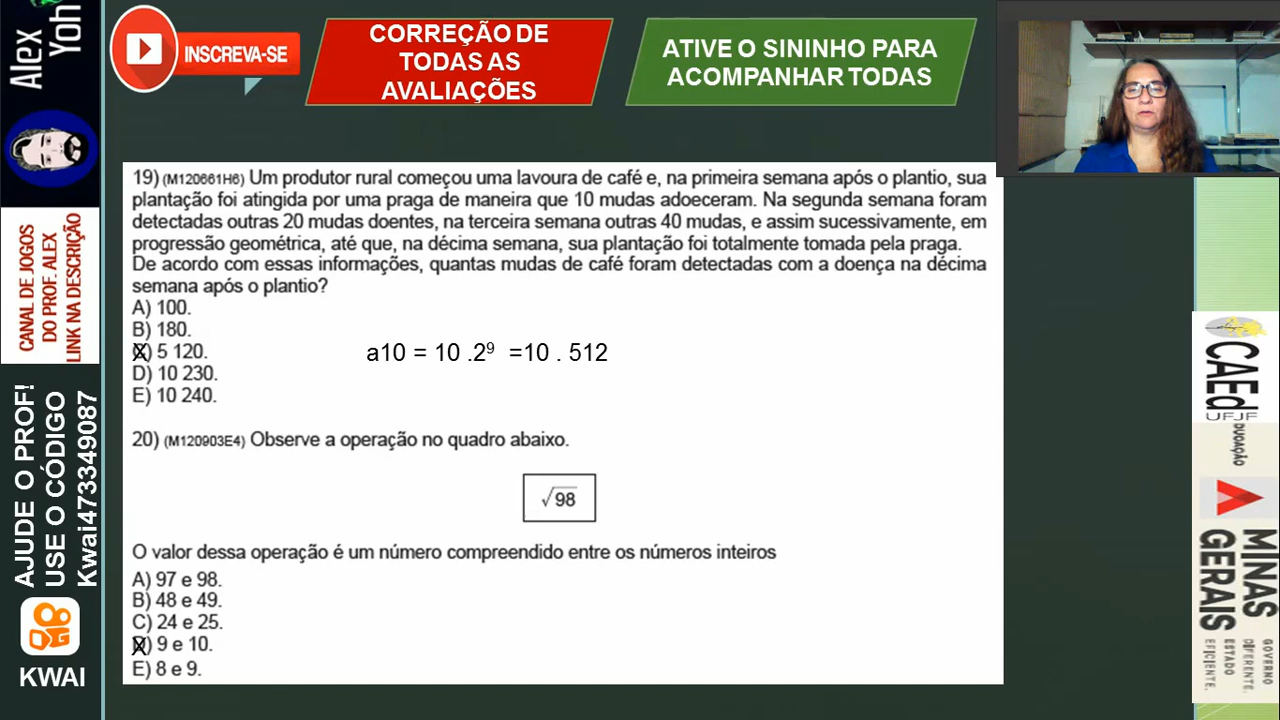 Alex
Yoh
INSCREVA-SE
CORREÇÃO DE
TODAS AS
AVALIAÇÕES
ATIVE O SININHO PARA
ACOMPANHAR TODAS
19) (M120661H6) Um produtor rural começou uma lavoura de café e, na primeira semana após o plantio, sua
plantação foi atingida por uma praga de maneira que 10 mudas adoeceram. Na segunda semana foram
detectadas outras 20 mudas doentes, na terceira semana outras 40 mudas, e assim sucessivamente, em
progressão geométrica, até que, na décima semana, sua plantação foi totalmente tomada pela praga.
De acordo com essas informações, quantas mudas de café foram detectadas com a doença na décima
semana após o plantio?
A) 100.
B) 180.
X) 5 120.
a10 = 10 .2⁹ =10 . 512
D) 10 230.
E) 10 240.
20) (M120903E4) Observe a operação no quadro abaixo.
√98
O valor dessa operação é um número compreendido entre os números inteiros
A) 97 e 98.
B) 48 e 49.
C) 24 e 25.
X) 9 e 10.
E) 8 e 9.
CANAL DE JOGOS
DO PROF. ALEX
LINK NA DESCRIÇÃO
AJUDE O PROF!
USE O CÓDIGO
Kwai473349087
KWAI
CAEd
UFJF
MINAS
GERAIS
GOVERNO
DIFERENTE.
ESTADO
EFICIENTE.